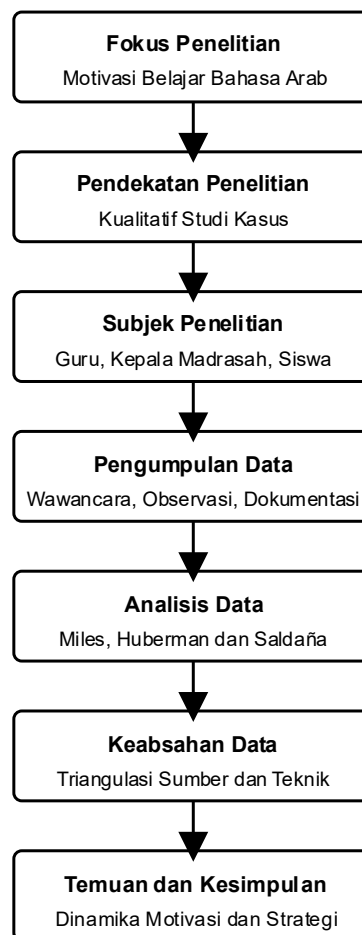 Fokus Penelitian
Motivasi Belajar Bahasa Arab
Pendekatan Penelitian
Kualitatif Studi Kasus
Subjek Penelitian
Guru, Kepala Madrasah, Siswa
Pengumpulan Data
Wawancara, Observasi, Dokumentasi
Analisis Data
Miles, Huberman dan Saldaña
Keabsahan Data
Triangulasi Sumber dan Teknik
Temuan dan Kesimpulan
Dinamika Motivasi dan Strategi